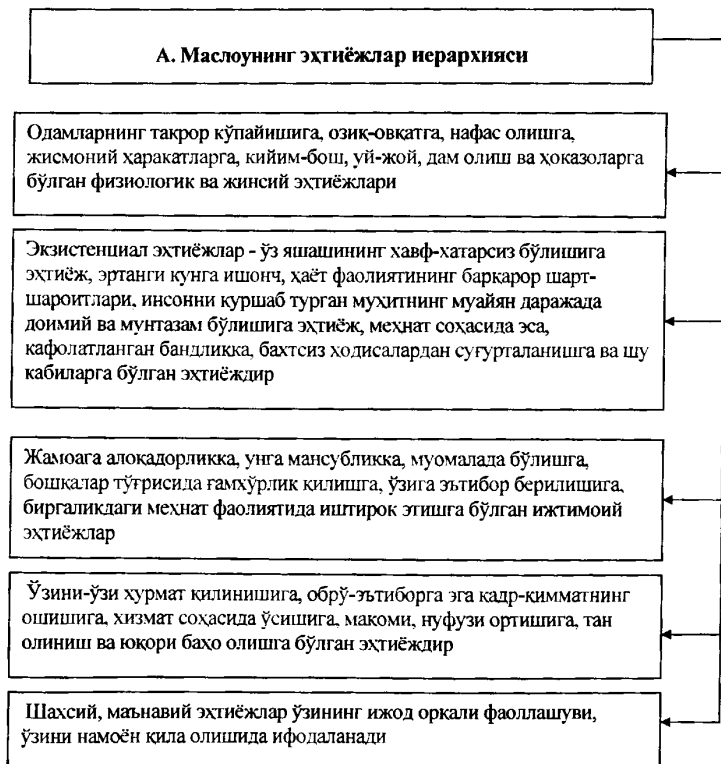 А. Маслоунинг эҳтиёжлар иерархияси
Одамларнинг такрор кўпайишига, озиқ-овқатга, нафас олишга,
жисмоний ҳаракатларга, кийим-бош, уй-жой, дам олиш ва ҳоказоларга
бўлган физиологик ва жинсий эҳтиёжлари
Экзистенциал эҳтиёжлар - ўз яшашининг хавф-хатарсиз бўлишига
эҳтиёж, эртанги кунга ишонч, ҳаёт фаолиятининг барқарор шарт-
шароитлари, инсонни қуршаб турган муҳитнинг муайян даражада
доимий ва мунтазам бўлишига эҳтиёж, меҳнат соҳасида эса,
кафолатланган бандликка, бахтсиз ҳодисалардан суғурталанишга ва шу
кабиларга бўлган эҳтиёждир
Жамоага алоқадорликка, унга мансубликка, муомалада бўлишга,
бошқалар тўғрисида ғамхўрлик қилишга, ўзига эътибор берилишига,
биргаликдаги меҳнат фаолиятида иштирок этишга бўлган ижтимоий
эҳтиёжлар
Ўзини-ўзи ҳурмат қилинишига, обрў-эътиборга эга қадр-қимматнинг
ошишига, хизмат соҳасида ўсишига, мақоми, нуфузи ортишига, тан
олиниш ва юқори баҳо олишга бўлган эҳтиёждир
Шахсий, маънавий эҳтиёжлар ўзининг ижод орқали фаоллашуви,
ўзини намоён қила олишида ифодаланади